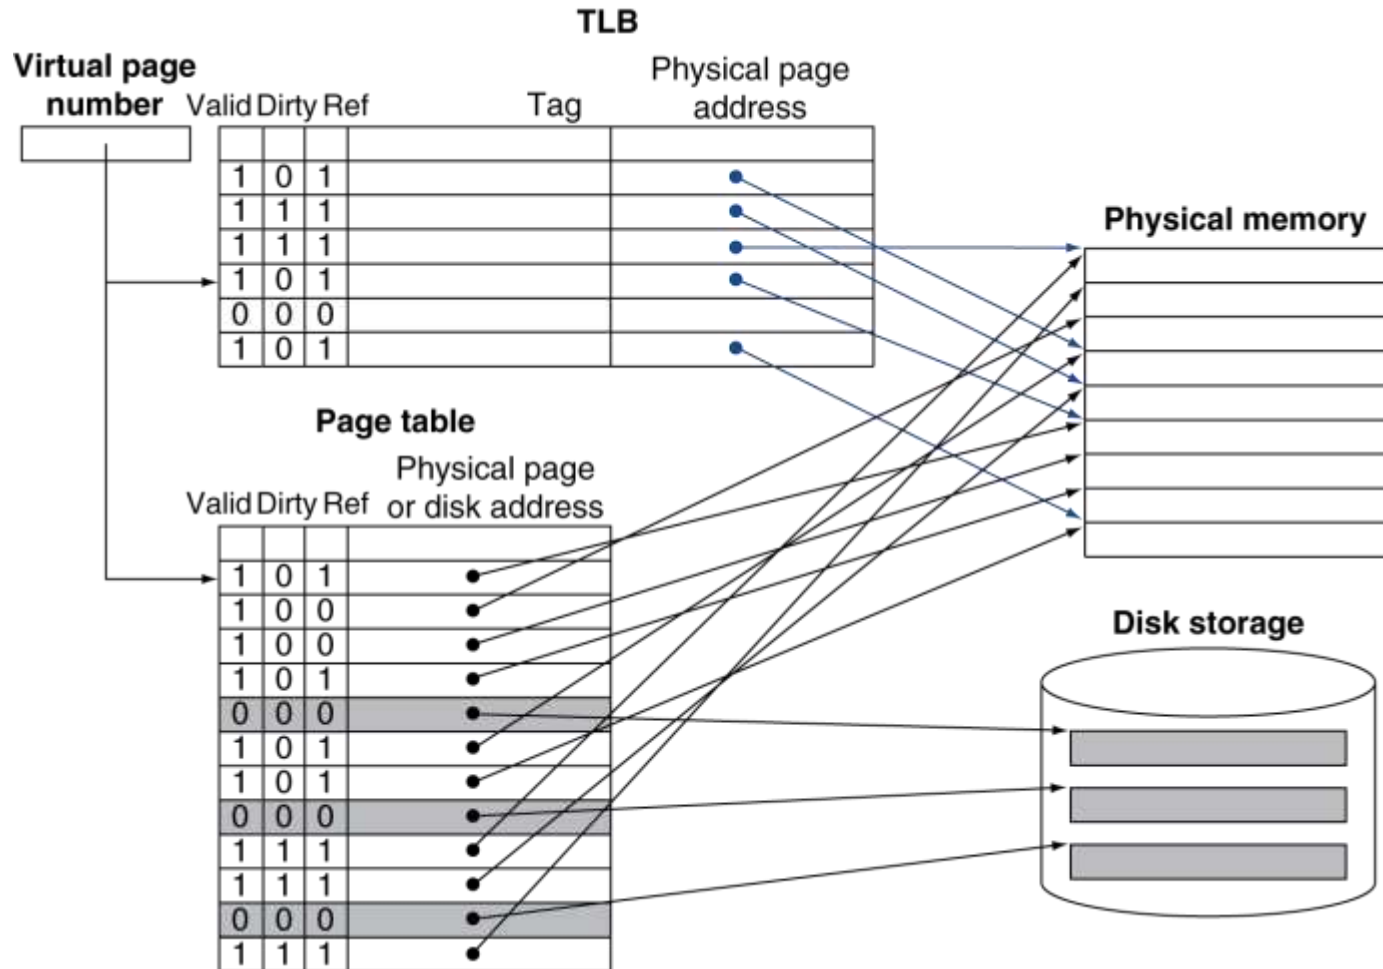 TLB
Virtual page
number
Valid Dirty Ref
Tag
Physical page
address
1 0 1
1 1 1
1 1 1
1 0 1
0 0 0
1 0 1
Physical memory
Page table
Physical page
or disk address
Valid Dirty Ref
1 0 1
1 0 0
1 0 0
1 0 1
0 0 0
1 0 1
1 0 1
0 0 0
1 1 1
1 1 1
0 0 0
1 1 1
Disk storage